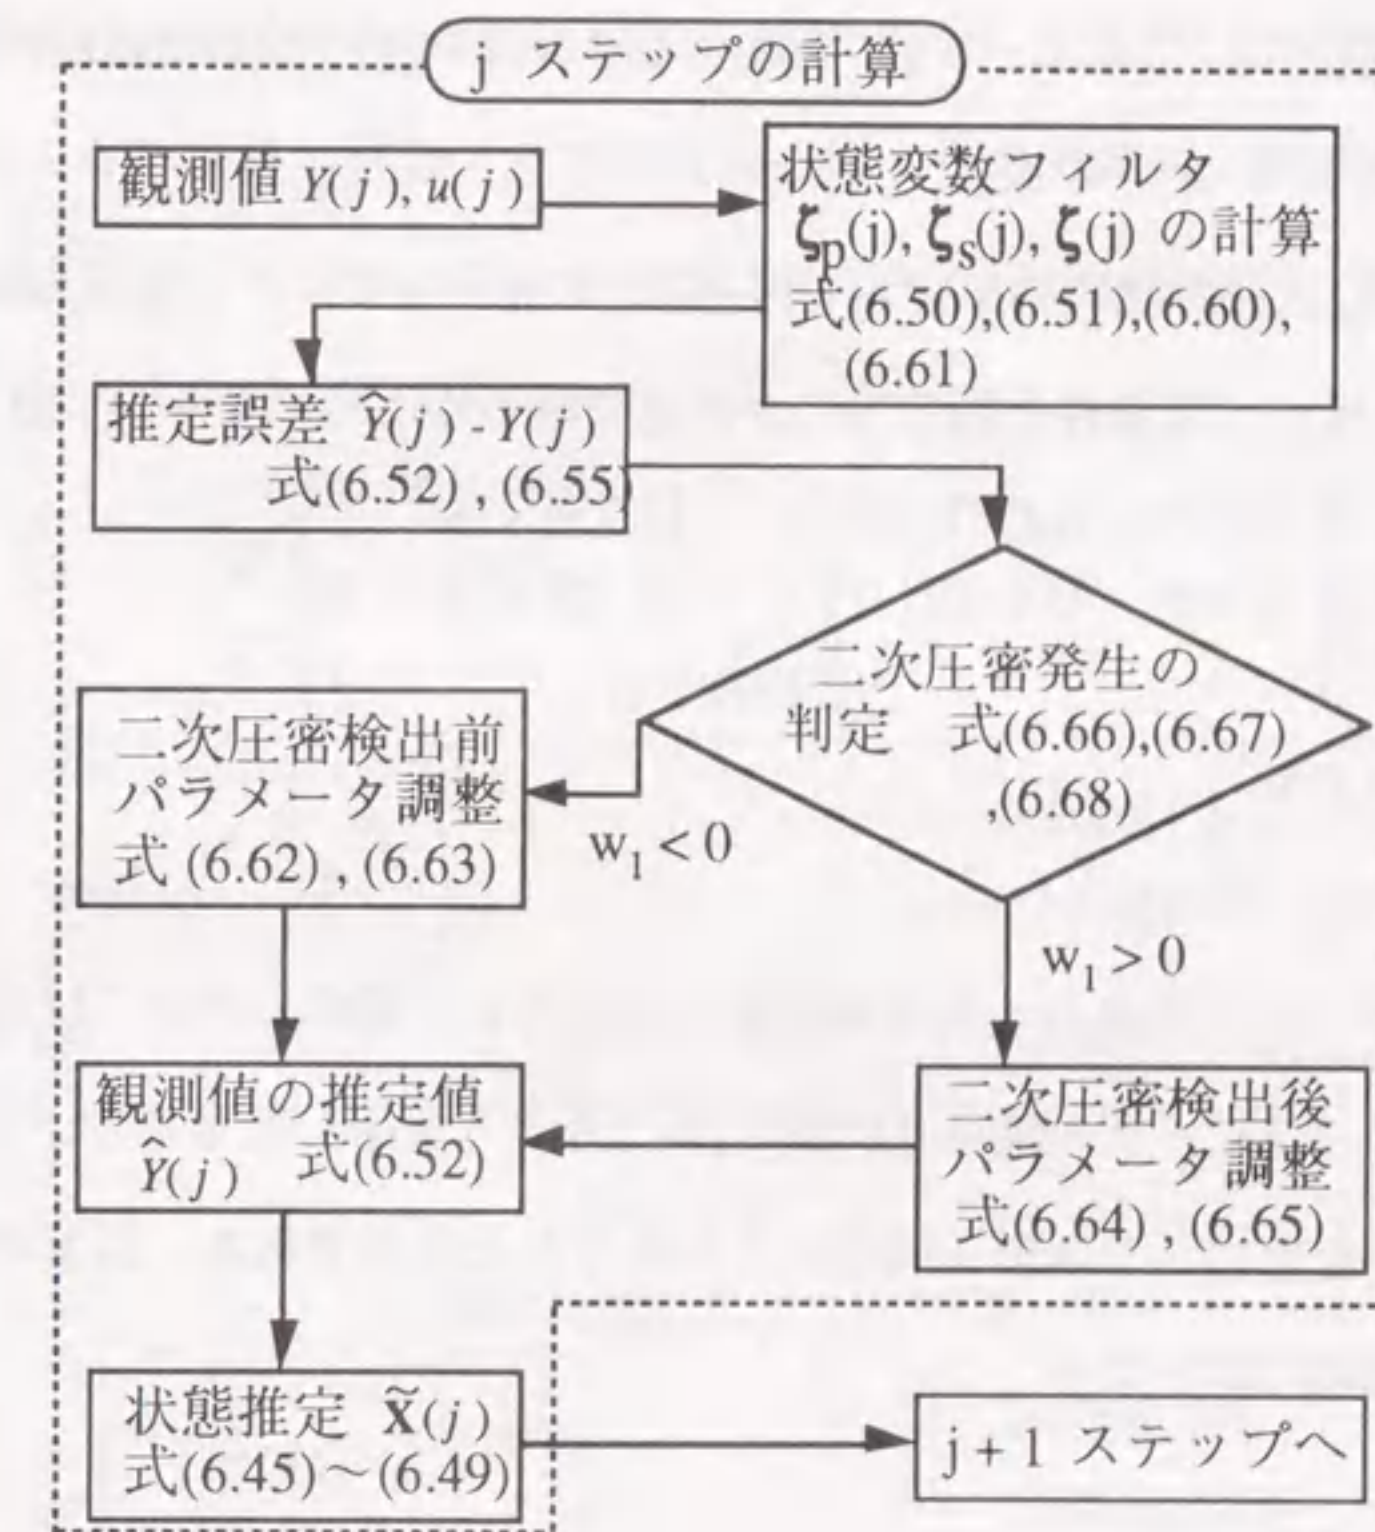 j ステップの計算
観測値 Y(j), u(j)
状態変数フィルタ
ζp(j), ζs(j), ζ(j) の計算
式(6.50),(6.51),(6.60),
(6.61)
推定誤差 Ŷ(j) - Y(j)
式(6.52) , (6.55)
二次圧密発生の
判定 式(6.66),(6.67)
,(6.68)
二次圧密検出前
パラメータ調整
式 (6.62) , (6.63)
w1 < 0
w1 > 0
観測値の推定値
Ŷ(j) 式(6.52)
二次圧密検出後
パラメータ調整
式(6.64) , (6.65)
状態推定 X̃(j)
式(6.45)～(6.49)
j + 1 ステップへ